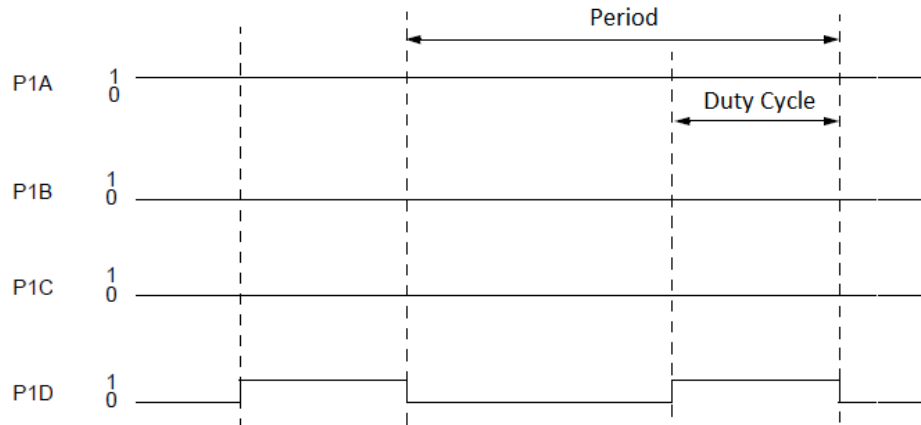 Period
P1A 1
0
Duty Cycle
P1B 1
0
P1C 1
0
P1D 1
0